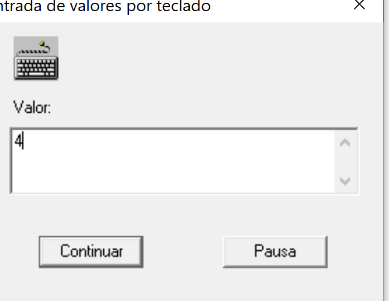 ntrada de valores por teclado
Valor:
4
Continuar
Pausa